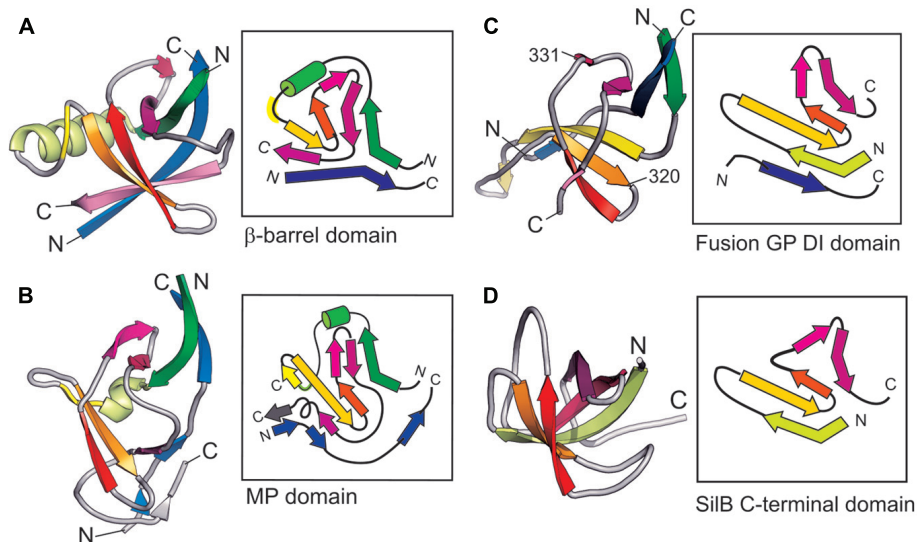 A
C
N
C
N
C
N
N
C
β-barrel domain
B
C
N
C
N
C
C
N
N
C
MP domain
C
N
C
331
N
320
C
N
N
C
C
Fusion GP DI domain
D
N
C
N
C
SilB C-terminal domain